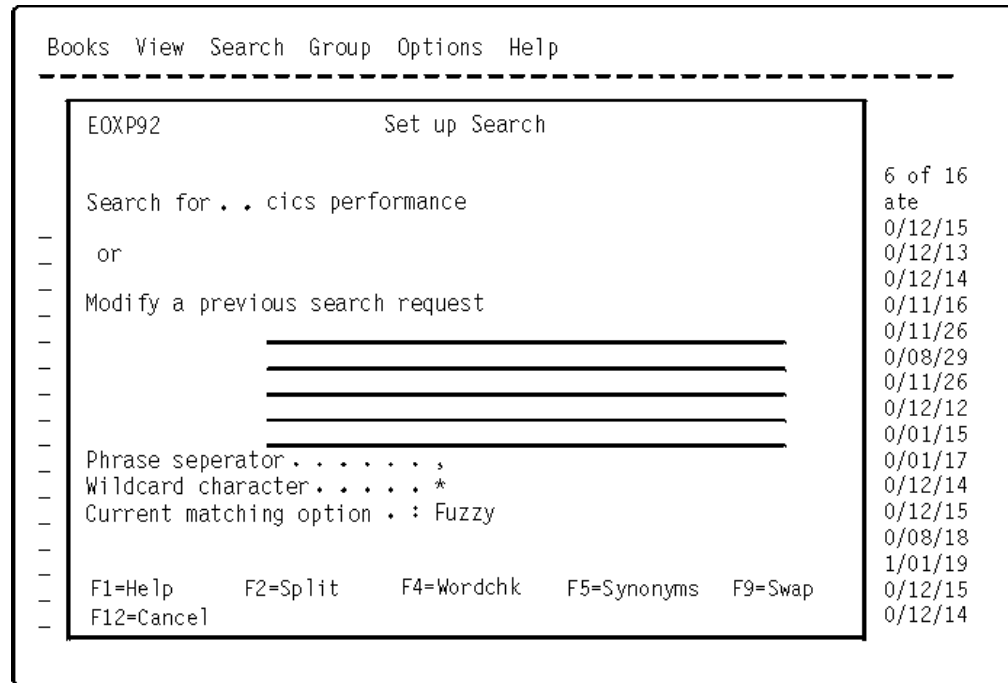 Books View Search Group Options Help
EOXP92 Set up Search
6 of 16
Search for . . cics performance ate
_ 0/12/15
_ or 0/12/13
_ 0/12/14
_ Modify a previous search request 0/11/16
_ 0/11/26
_ 0/08/29
_ 0/11/26
_ 0/12/12
_ 0/01/15
_ Phrase seperator . . . . . . , 0/01/17
_ Wildcard character . . . . . * 0/12/14
_ Current matching option . : Fuzzy 0/12/15
_ 0/08/18
_ 1/01/19
_ F1=Help F2=Split F4=Wordchk F5=Synonyms F9=Swap 0/12/15
_ F12=Cancel 0/12/14